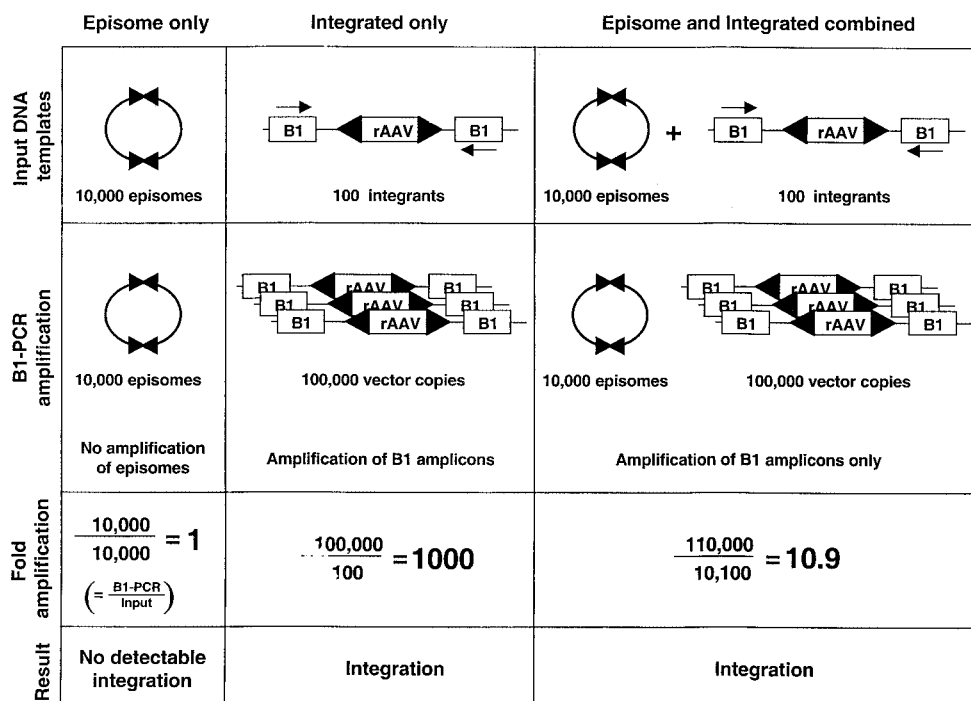 Episode only
Integrated only
Episome and Integrated combined
Input DNA
templates
B1
rAAV
B1
+
B1
rAAV
B1
10,000 episomes
100 integrants
10,000 episomes
100 integrants
B1-PCR
amplification
B1
rAAV
B1
B1
rAAV
B1
B1
rAAV
B1
B1
rAAV
B1
B1
rAAV
B1
B1
rAAV
B1
10,000 episomes
100,000 vector copies
10,000 episomes
100,000 vector copies
No amplification
of episomes
Amplification of B1 amplicons
Amplification of B1 amplicons only
Fold
amplification
10,000
10,000
= 1
(= B1-PCR
Input )
100,000
100
= 1000
110,000
10,100
= 10.9
Result
No detectable
integration
Integration
Integration